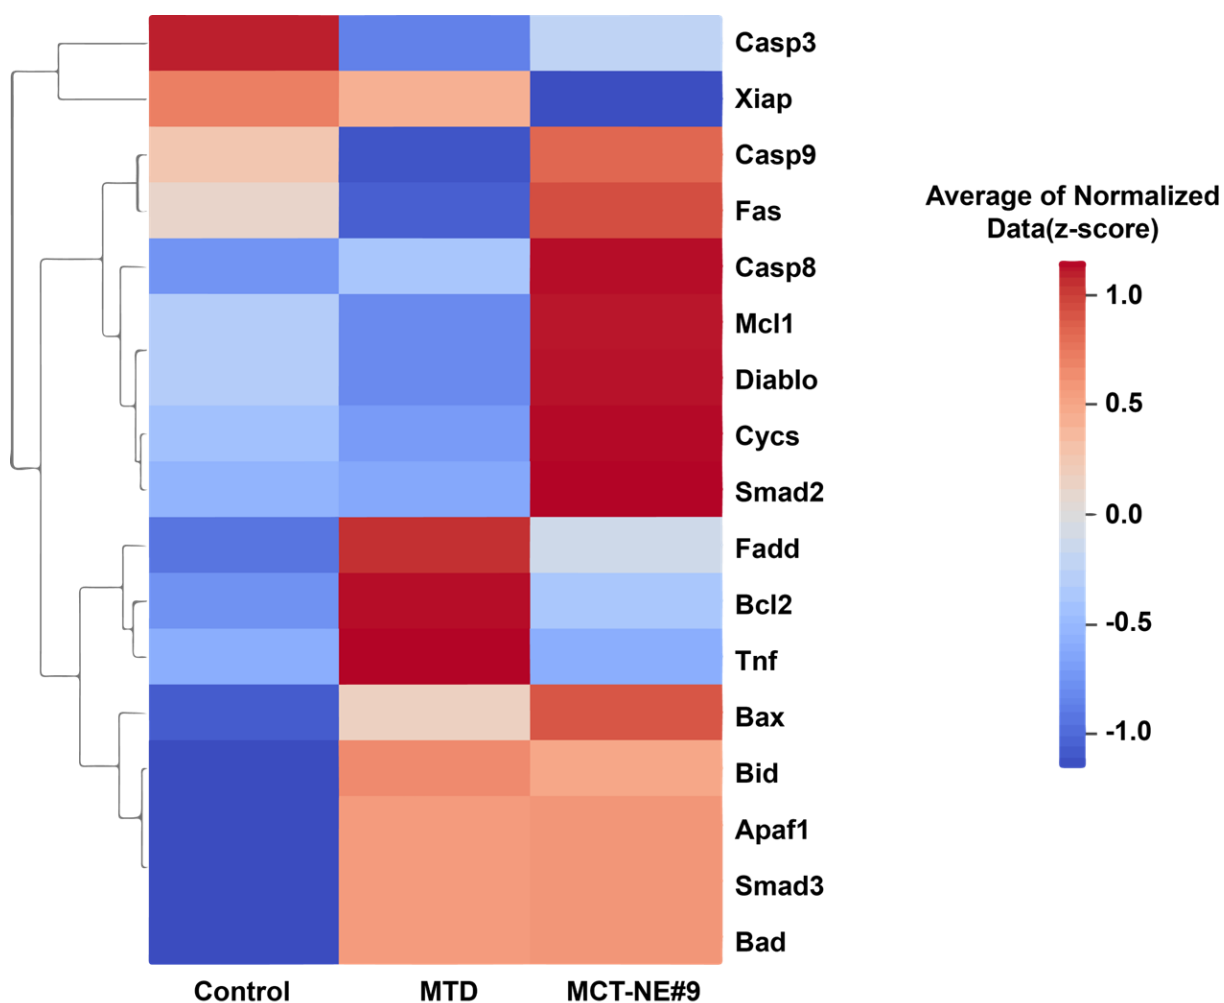 Casp3
Xiap
Casp9
Fas
Casp8
Mcl1
Diablo
Cycs
Smad2
Fadd
Bcl2
Tnf
Bax
Bid
Apaf1
Smad3
Bad
Control MTD MCT-NE#9
Average of Normalized
Data(z-score)
1.0
0.5
0.0
-0.5
-1.0